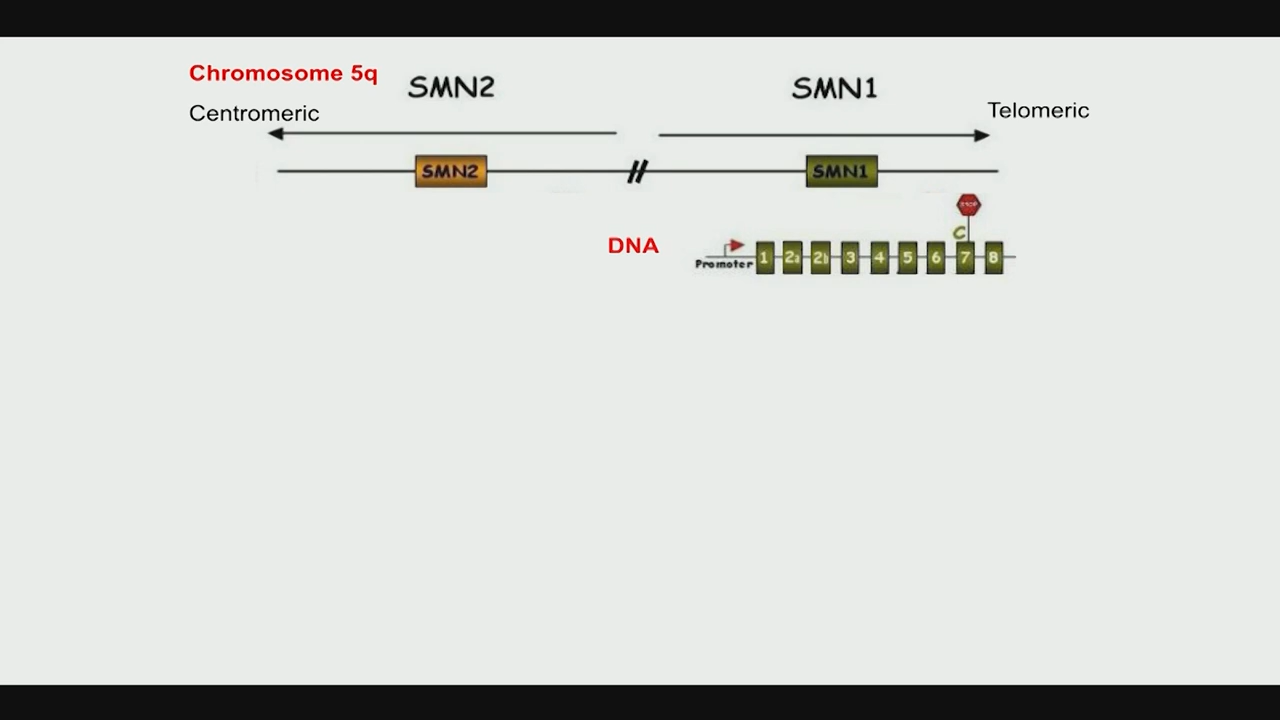 Chromosome 5q
SMN2
SMN1
Centromeric
Telomeric
SMN2
SMN1
STOP
C
DNA
Promoter
1 2a 2b 3 4 5 6 7 8